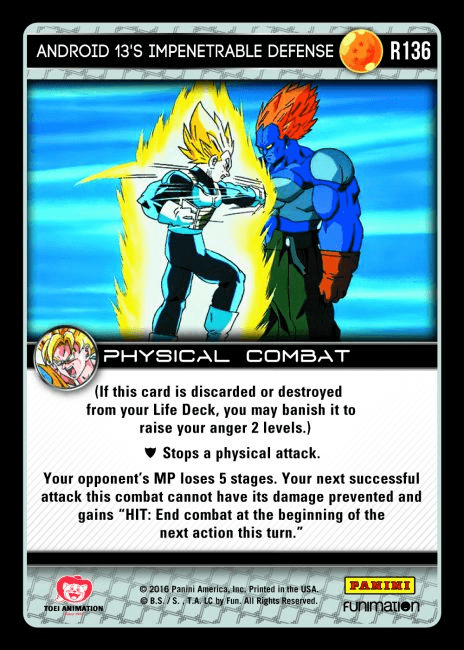 ANDROID 13'S IMPENETRABLE DEFENSE R136
PHYSICAL COMBAT
(If this card is discarded or destroyed
from your Life Deck, you may banish it to
raise your anger 2 levels.)
Stops a physical attack.
Your opponent's MP loses 5 stages. Your next successful
attack this combat cannot have its damage prevented and
gains “HIT: End combat at the beginning of the
next action this turn.”
TOEI ANIMATION
© 2016 Panini America, Inc. Printed in the USA.
© B.S. / S. , T.A. LC by Fun. All Rights Reserved.
PANINI
FUNIMATION